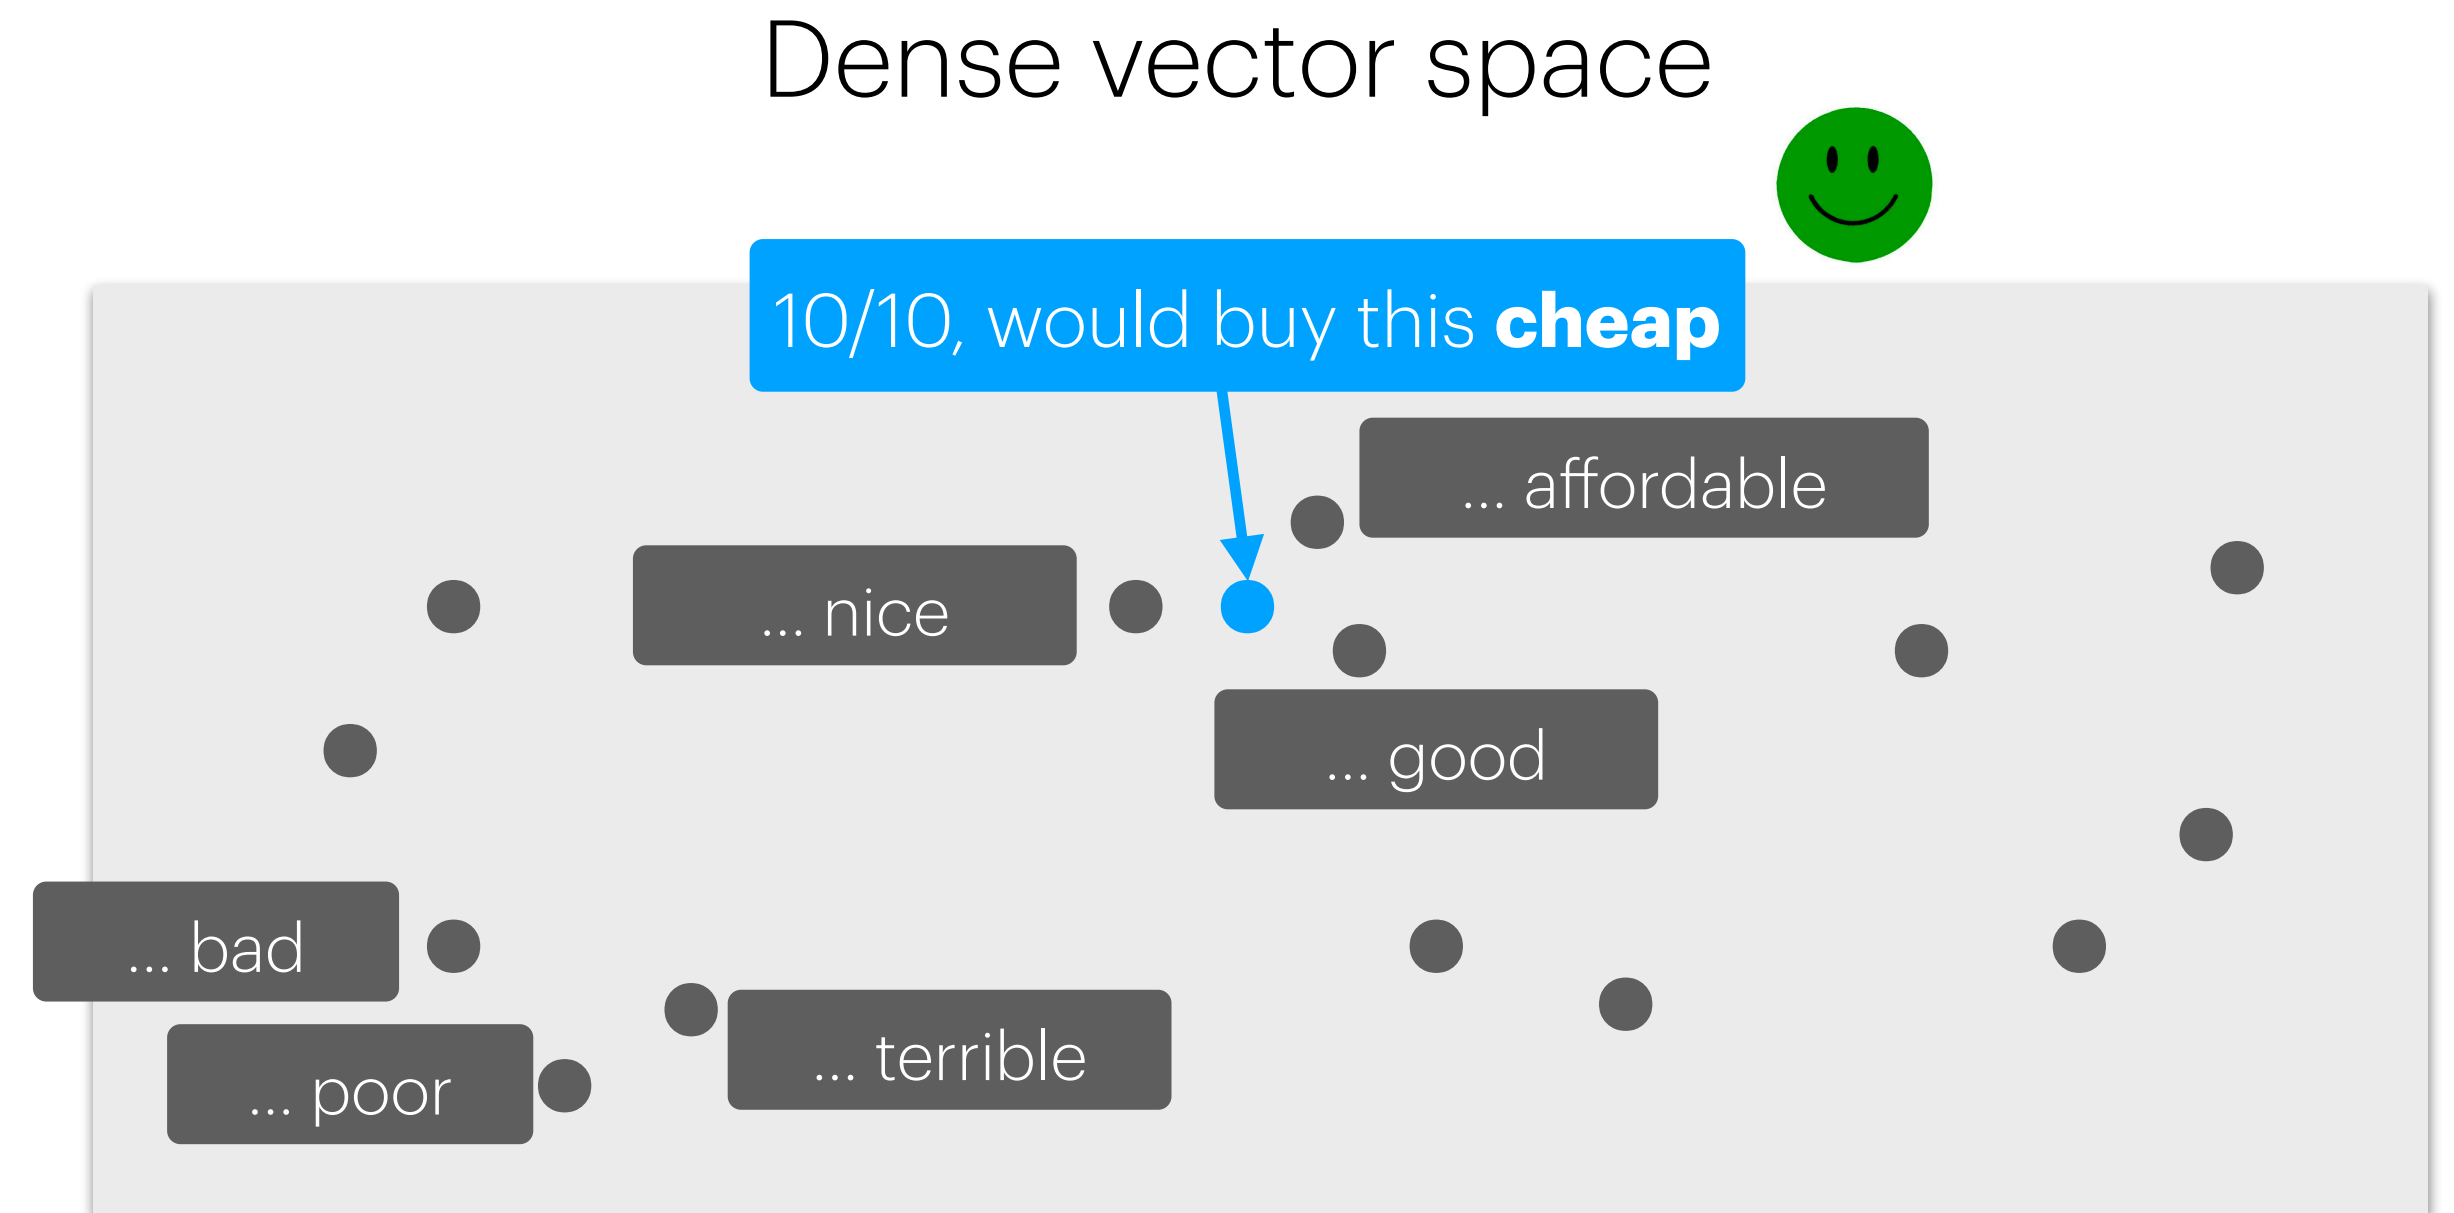 Dense vector space
10/10, would buy this cheap
... affordable
... nice
... good
... bad
... terrible
... poor